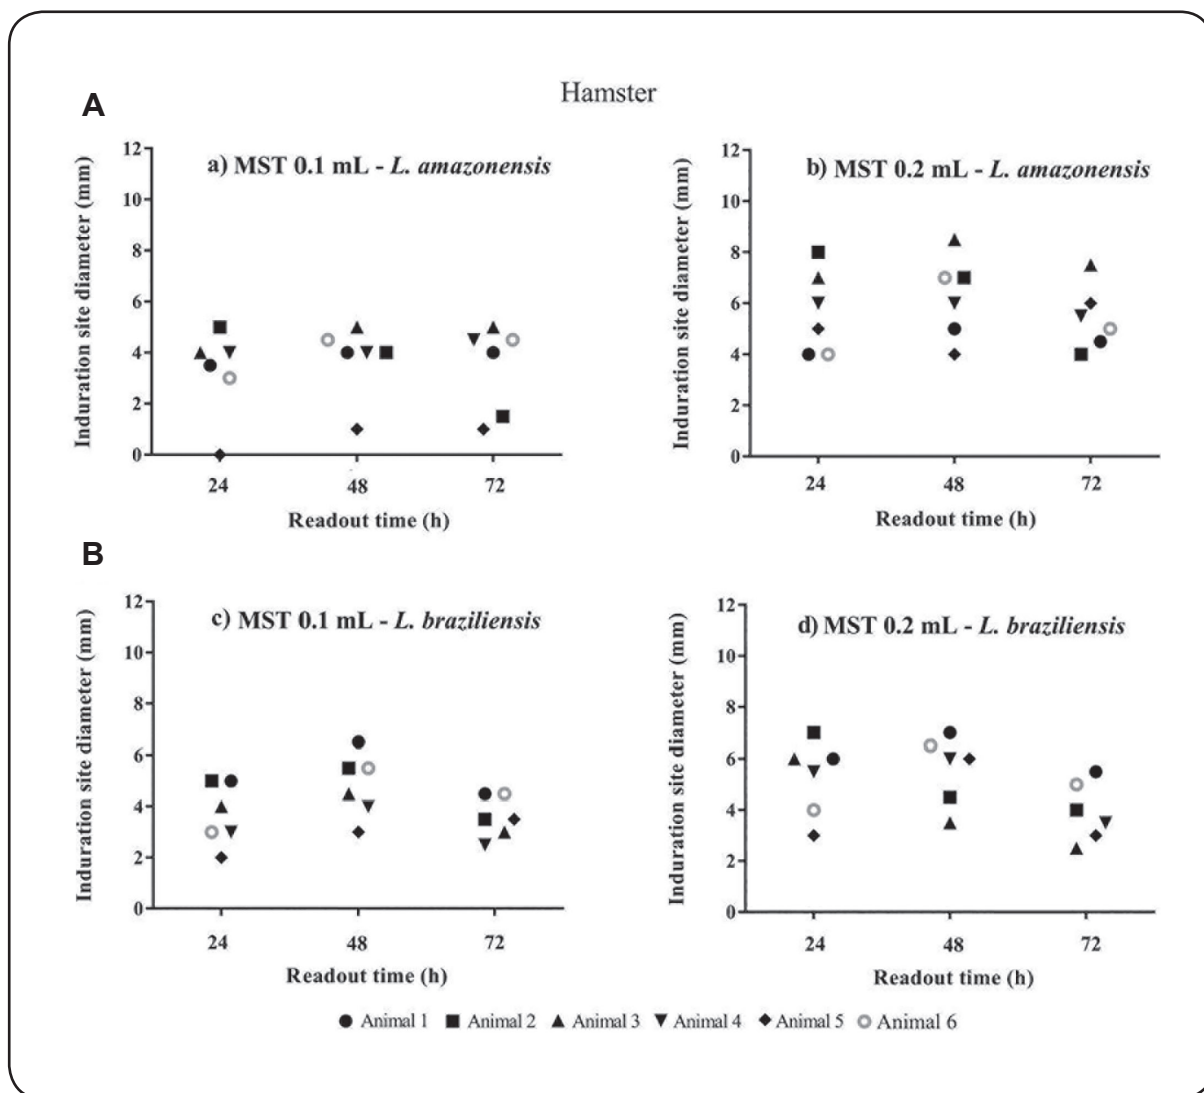 Hamster
A
a) MST 0.1 mL - L. amazonensis
Induration site diameter (mm)
12
10
8
6
4
2
0
24 48 72
Readout time (h)
b) MST 0.2 mL - L. amazonensis
Induration site diameter (mm)
12
10
8
6
4
2
0
24 48 72
Readout time (h)
B
c) MST 0.1 mL - L. braziliensis
Induration site diameter (mm)
12
10
8
6
4
2
0
24 48 72
Readout time (h)
d) MST 0.2 mL - L. braziliensis
Induration site diameter (mm)
12
10
8
6
4
2
0
24 48 72
Readout time (h)
Animal 1 Animal 2 Animal 3 Animal 4 Animal 5 Animal 6